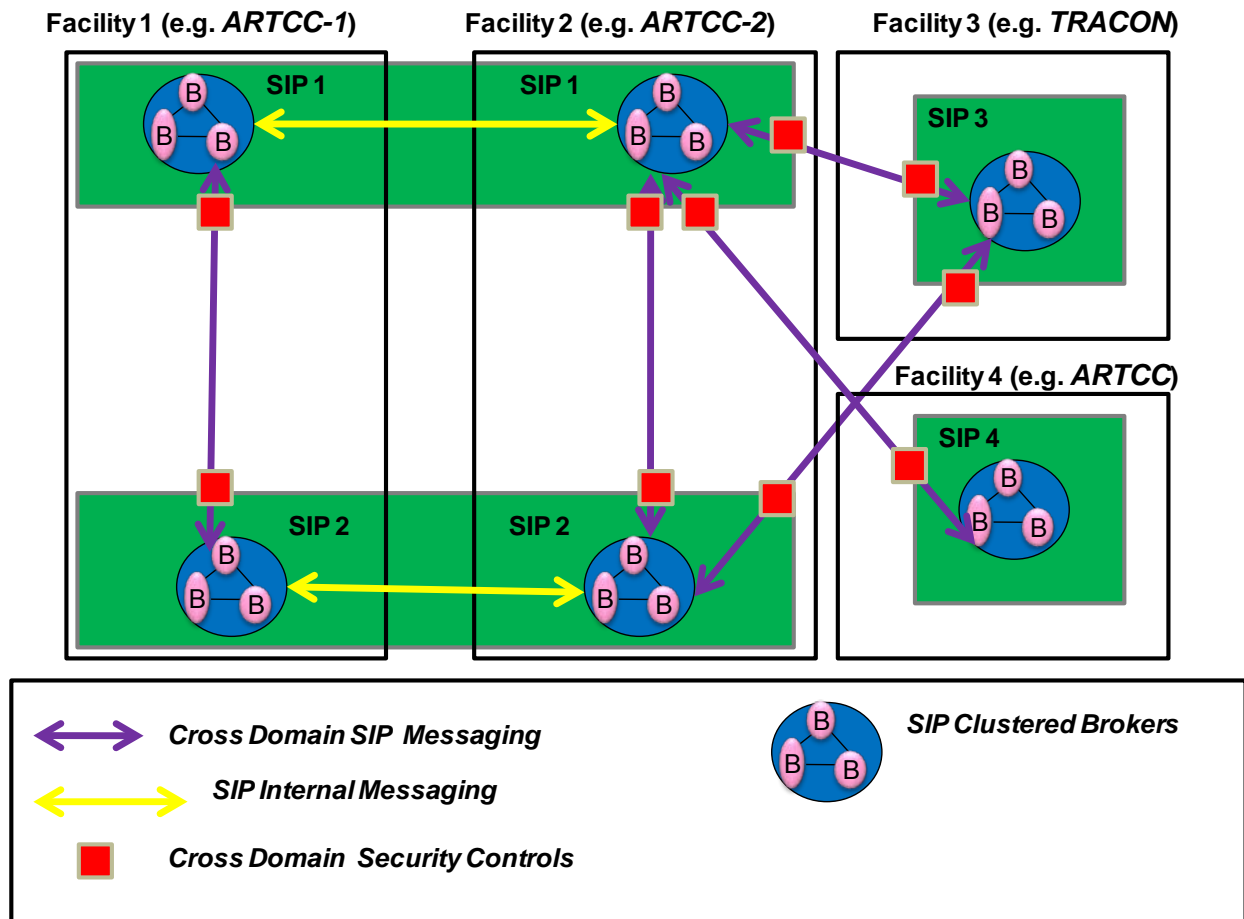 Facility 1 (e.g. ARTCC-1)
Facility 2 (e.g. ARTCC-2)
Facility 3 (e.g. TRACON)
SIP 1
B
B
B
SIP 1
B
B
B
SIP 3
B
B
B
Facility 4 (e.g. ARTCC)
SIP 4
B
B
B
SIP 2
B
B
B
SIP 2
B
B
B
Cross Domain SIP Messaging
SIP Internal Messaging
Cross Domain Security Controls
B
B
B
SIP Clustered Brokers